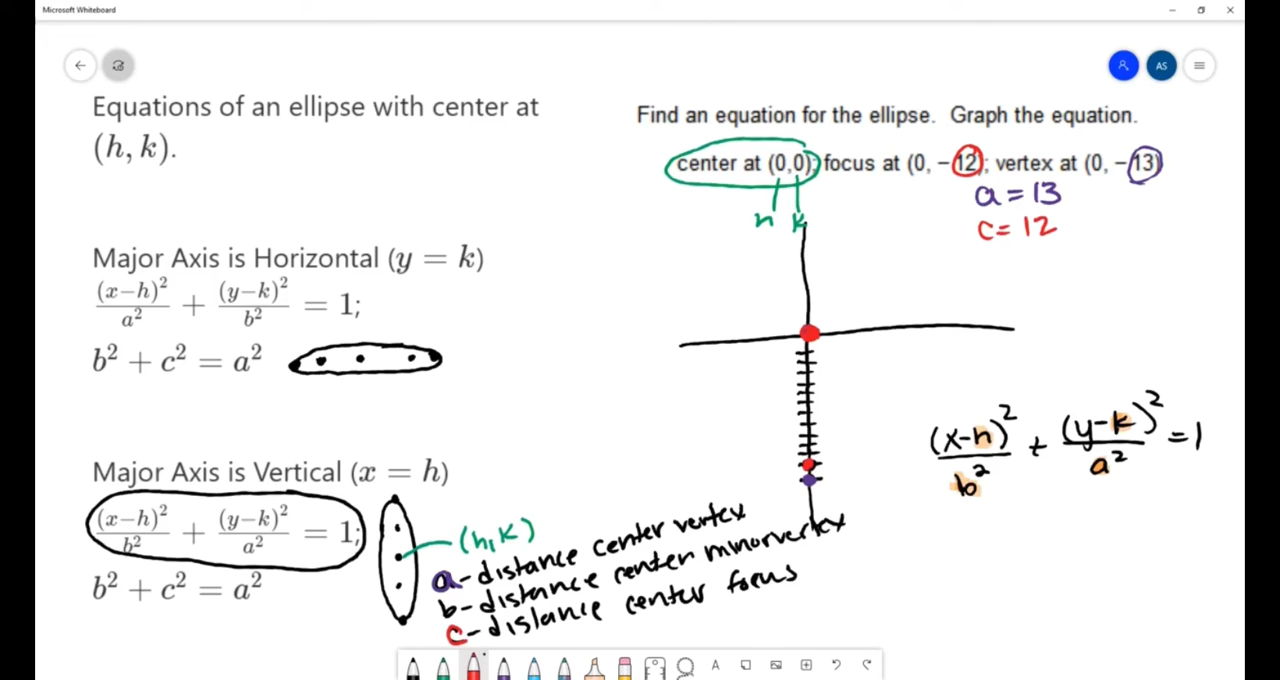 Microsoft Whiteboard
AS
Equations of an ellipse with center at
(h, k).
Major Axis is Horizontal (y = k)
(x−h)²/a² + (y−k)²/b² = 1;
b² + c² = a²
Major Axis is Vertical (x = h)
(x−h)²/b² + (y−k)²/a² = 1;
b² + c² = a²
(h, k)
a - distance center vertex
b - distance center minor vertex
c - distance center focus
Find an equation for the ellipse. Graph the equation.
center at (0,0); focus at (0, −12); vertex at (0, −13)
h k
a = 13
c = 12
(x-h)²/b² + (y-k)²/a² = 1
A